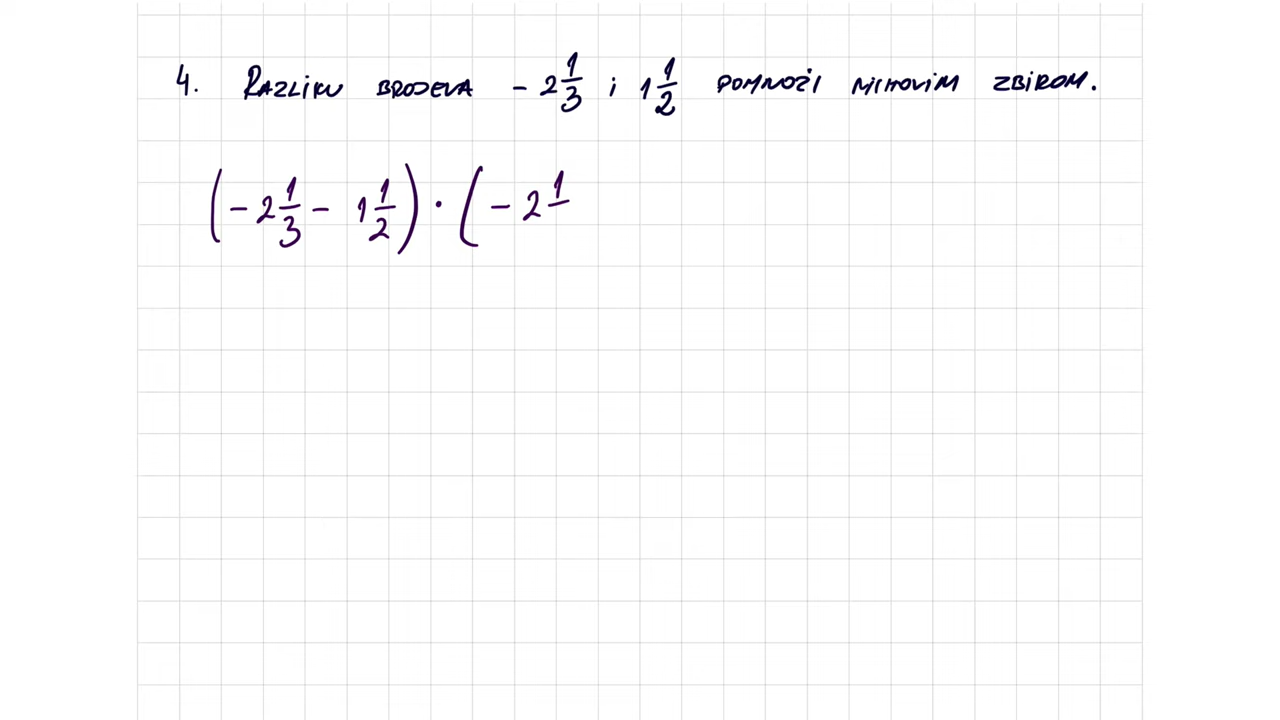 4. RAZLIKU BROJEVA - 2 1/3 i 1 1/2 POMNOŽI NJIHOVIM ZBIROM.
(- 2 1/3 - 1 1/2) · (- 2 1/